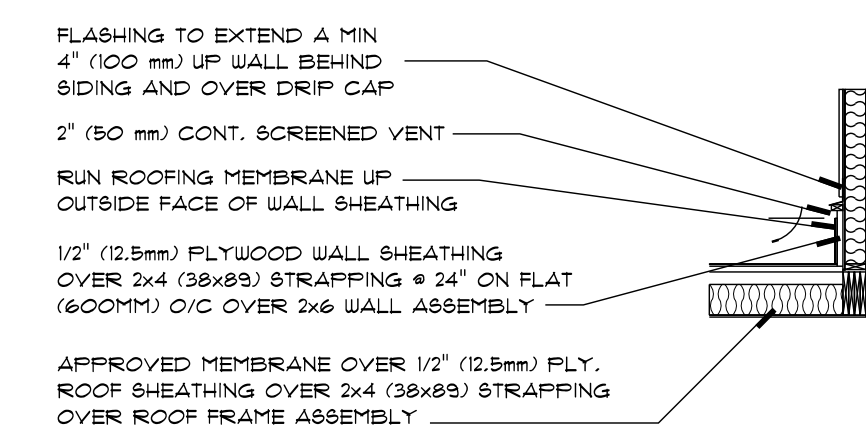 FLASHING TO EXTEND A MIN
4" (100 mm) UP WALL BEHIND
SIDING AND OVER DRIP CAP
2" (50 mm) CONT. SCREENED VENT
RUN ROOFING MEMBRANE UP
OUTSIDE FACE OF WALL SHEATHING
1/2" (12.5mm) PLYWOOD WALL SHEATHING
OVER 2x4 (38x89) STRAPPING @ 24" ON FLAT
(600MM) O/C OVER 2x6 WALL ASSEMBLY
APPROVED MEMBRANE OVER 1/2" (12.5mm) PLY.
ROOF SHEATHING OVER 2x4 (38x89) STRAPPING
OVER ROOF FRAME ASSEMBLY